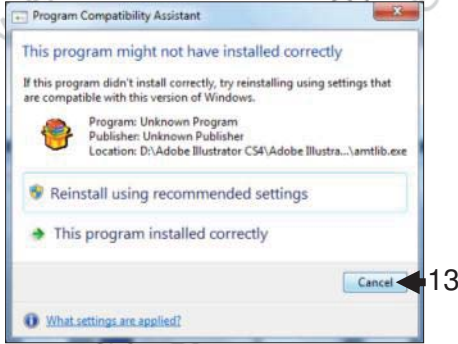 Program Compatibility Assistant
This program might not have installed correctly
If this program didn't install correctly, try reinstalling using settings that
are compatible with this version of Windows.
Program: Unknown Program
Publisher: Unknown Publisher
Location: D:\Adobe Illustrator CS4\Adobe Illustra...\amtlib.exe
Reinstall using recommended settings
This program installed correctly
Cancel 13
What settings are applied?